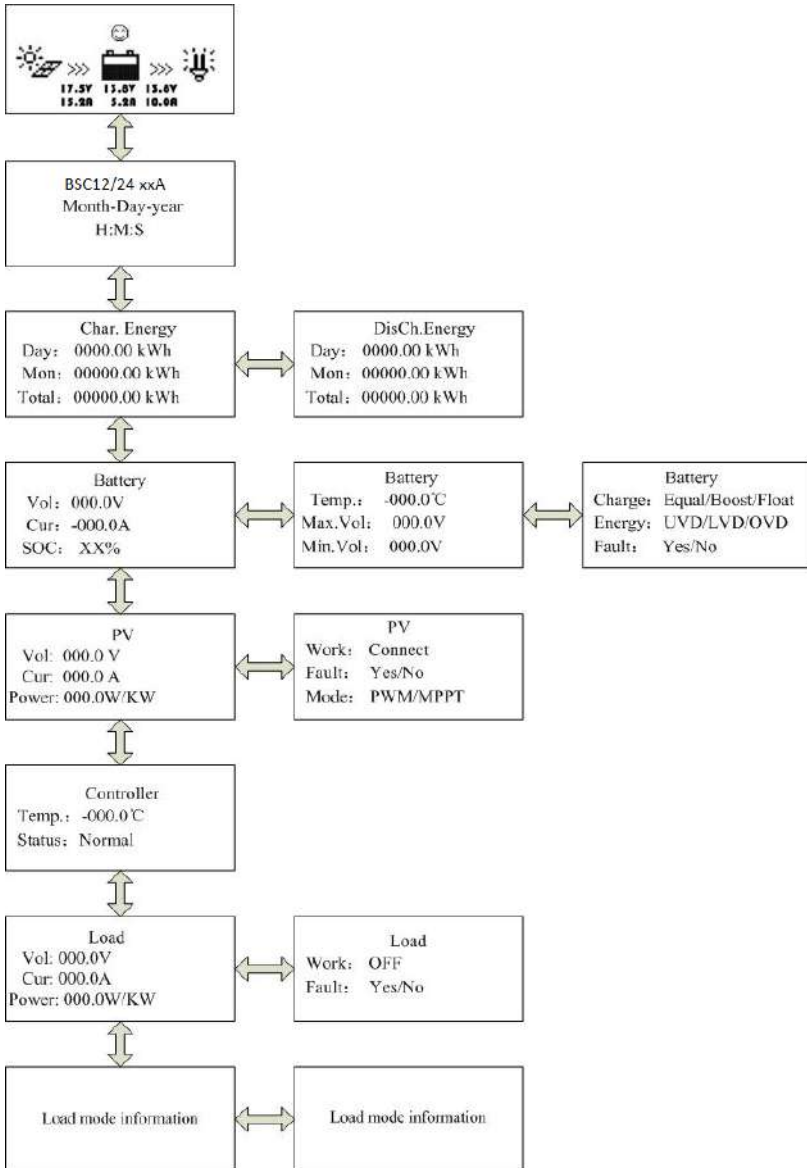 17.5V 13.8V 13.6V
15.2A 5.2A 10.0A
BSC12/24 xxA
Month-Day-year
H:M:S
Char. Energy
Day: 0000.00 kWh
Mon: 00000.00 kWh
Total: 00000.00 kWh
DisCh.Energy
Day: 0000.00 kWh
Mon: 00000.00 kWh
Total: 00000.00 kWh
Battery
Vol: 000.0V
Cur: -000.0A
SOC: XX%
Battery
Temp.: -000.0℃
Max.Vol: 000.0V
Min.Vol: 000.0V
Battery
Charge: Equal/Boost/Float
Energy: UVD/LVD/OVD
Fault: Yes/No
PV
Vol: 000.0 V
Cur: 000.0 A
Power: 000.0W/KW
PV
Work: Connect
Fault: Yes/No
Mode: PWM/MPPT
Controller
Temp.: -000.0℃
Status: Normal
Load
Vol: 000.0V
Cur: 000.0A
Power: 000.0W/KW
Load
Work: OFF
Fault: Yes/No
Load mode information
Load mode information